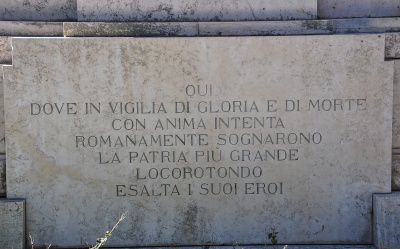 QUI
DOVE IN VIGILIA DI GLORIA E DI MORTE
CON ANIMA INTENTA
ROMANAMENTE SOGNARONO
LA PATRIA PIÙ GRANDE
LOCOROTONDO
ESALTA I SUOI EROI